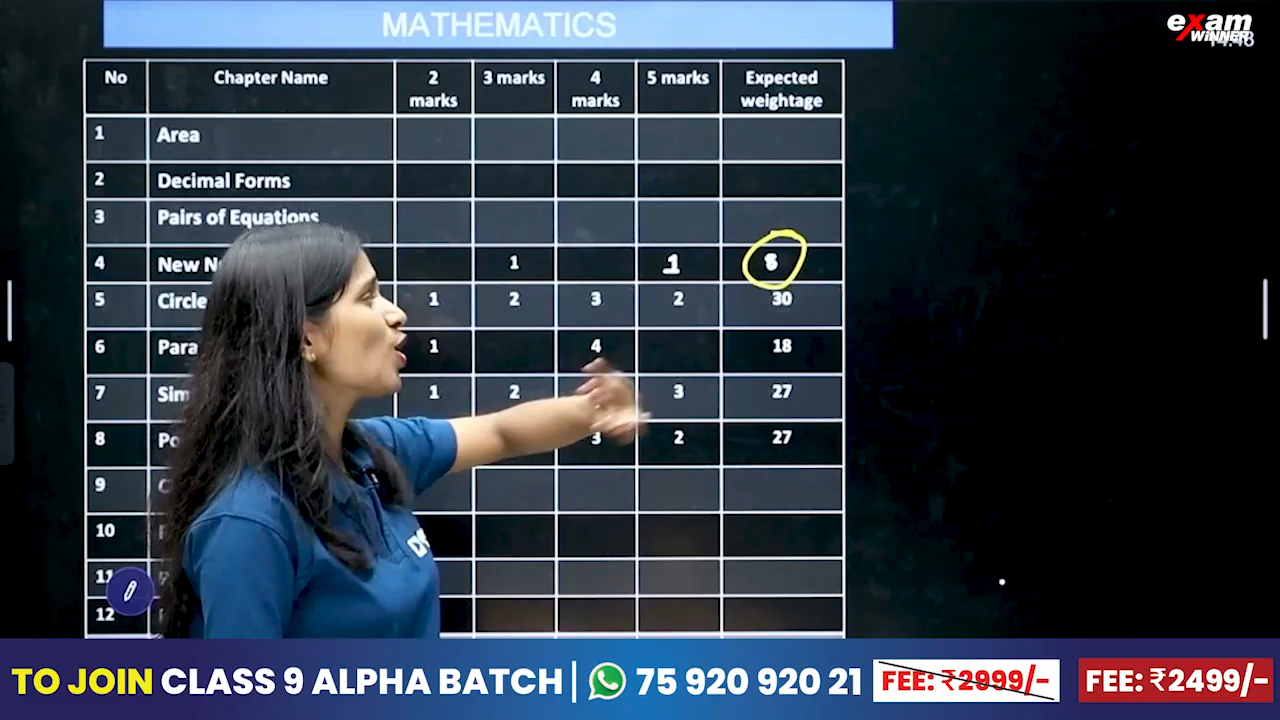 MATHEMATICS
exam
WINNER
No Chapter Name 2 marks 3 marks 4 marks 5 marks Expected weightage
1 Area
2 Decimal Forms
3 Pairs of Equations
4 New 1 1 8
5 Circle 1 2 3 2 30
6 1 4 18
7 1 2 3 27
8 3 2 27
9
10
11
12
TO JOIN CLASS 9 ALPHA BATCH | 75 920 920 21 FEE: ₹2999/- FEE: ₹2499/-